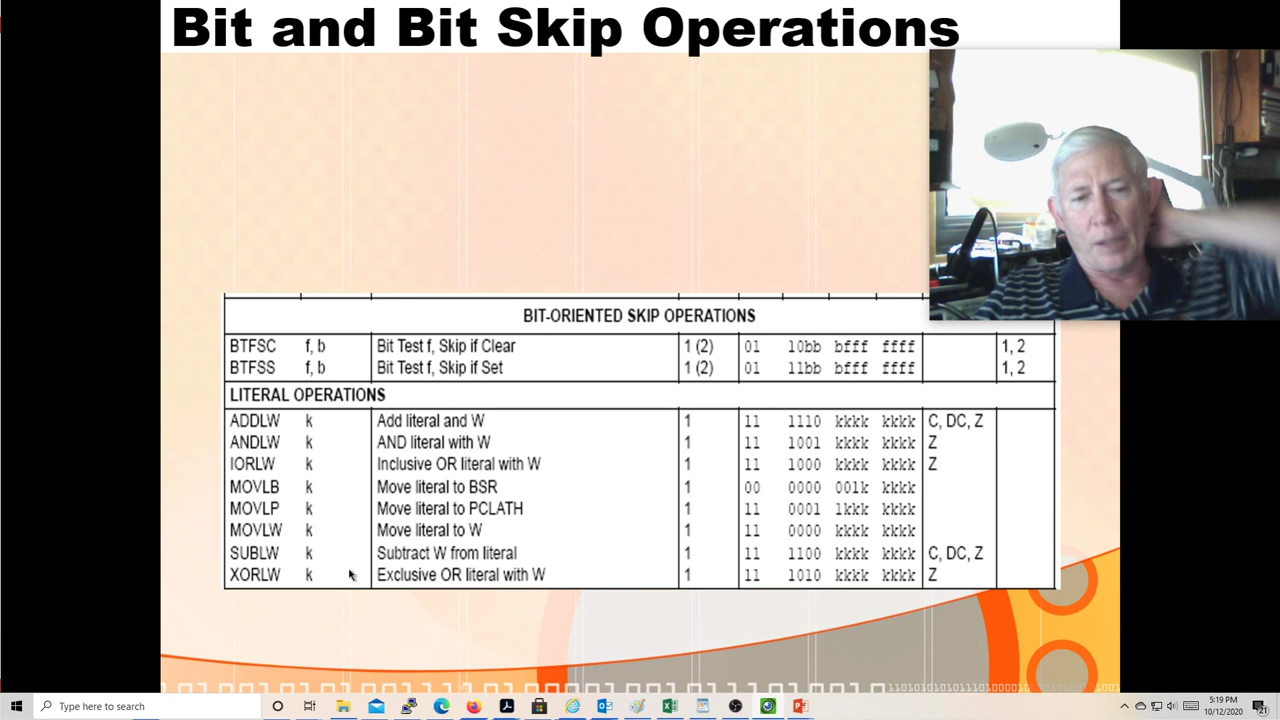 Bit and Bit Skip Operations
BIT-ORIENTED SKIP OPERATIONS
BTFSC f, b Bit Test f, Skip if Clear 1 (2) 01 10bb bfff ffff 1, 2
BTFSS f, b Bit Test f, Skip if Set 1 (2) 01 11bb bfff ffff 1, 2
LITERAL OPERATIONS
ADDLW k Add literal and W 1 11 1110 kkkk kkkk C, DC, Z
ANDLW k AND literal with W 1 11 1001 kkkk kkkk Z
IORLW k Inclusive OR literal with W 1 11 1000 kkkk kkkk Z
MOVLB k Move literal to BSR 1 00 0000 001k kkkk
MOVLP k Move literal to PCLATH 1 11 0001 1kkk kkkk
MOVLW k Move literal to W 1 11 0000 kkkk kkkk
SUBLW k Subtract W from literal 1 11 1100 kkkk kkkk C, DC, Z
XORLW k Exclusive OR literal with W 1 11 1010 kkkk kkkk Z
Type here to search
5:19 PM
10/12/2020
21